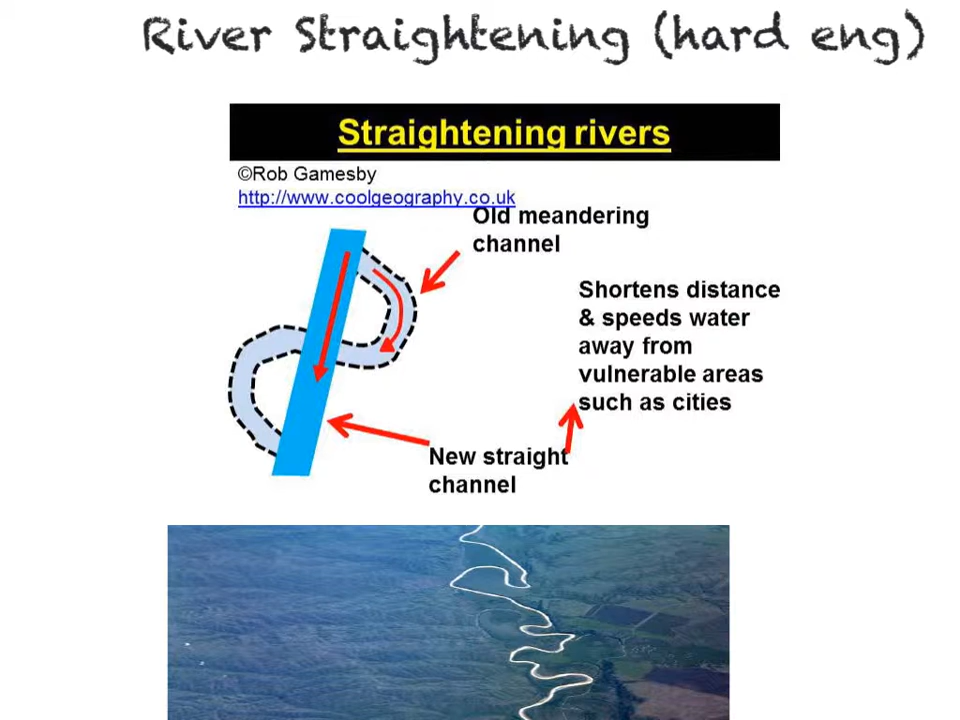 River Straightening (hard eng)
Straightening rivers
©Rob Gamesby
http://www.coolgeography.co.uk
Old meandering
channel
Shortens distance
& speeds water
away from
vulnerable areas
such as cities
New straight
channel